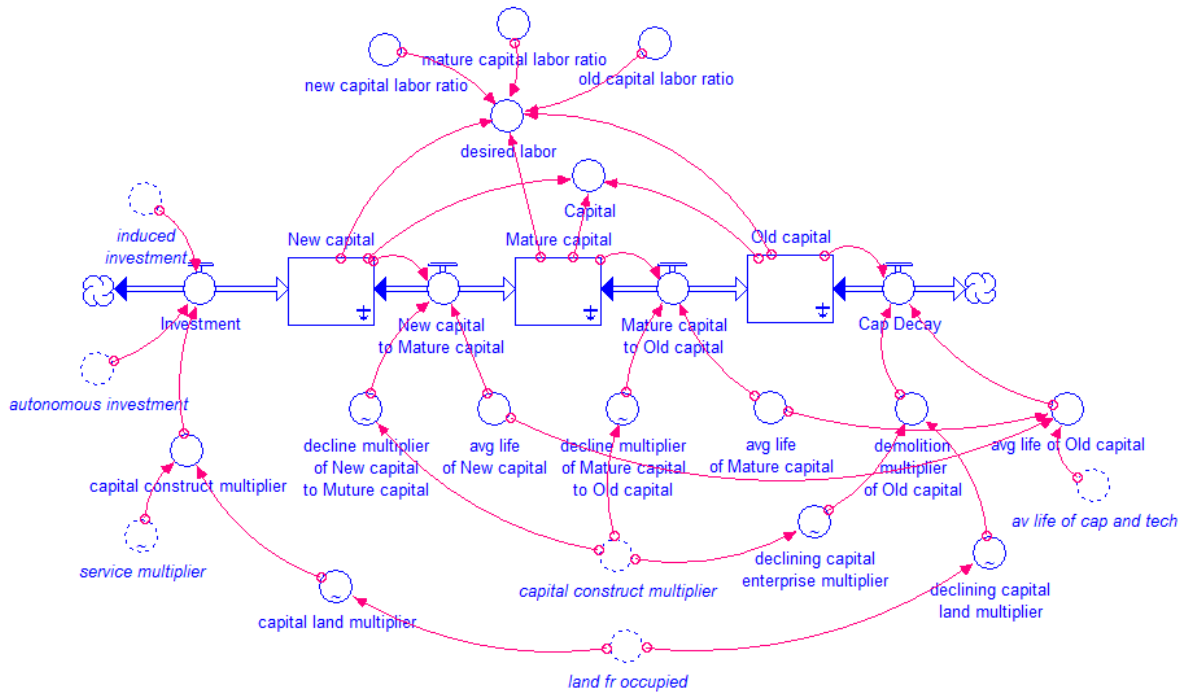 mature capital labor ratio
new capital labor ratio
old capital labor ratio
desired labor
Capital
induced
investment
New capital
Mature capital
Old capital
Investment
New capital
to Mature capital
Mature capital
to Old capital
Cap Decay
autonomous investment
decline multiplier
of New capital
to Muture capital
avg life
of New capital
decline multiplier
of Mature capital
to Old capital
avg life
of Mature capital
demolition
multiplier
of Old capital
avg life of Old capital
capital construct multiplier
av life of cap and tech
service multiplier
capital construct multiplier
declining capital
enterprise multiplier
declining capital
land multiplier
capital land multiplier
land fr occupied
~
~
~
~
~
~
~